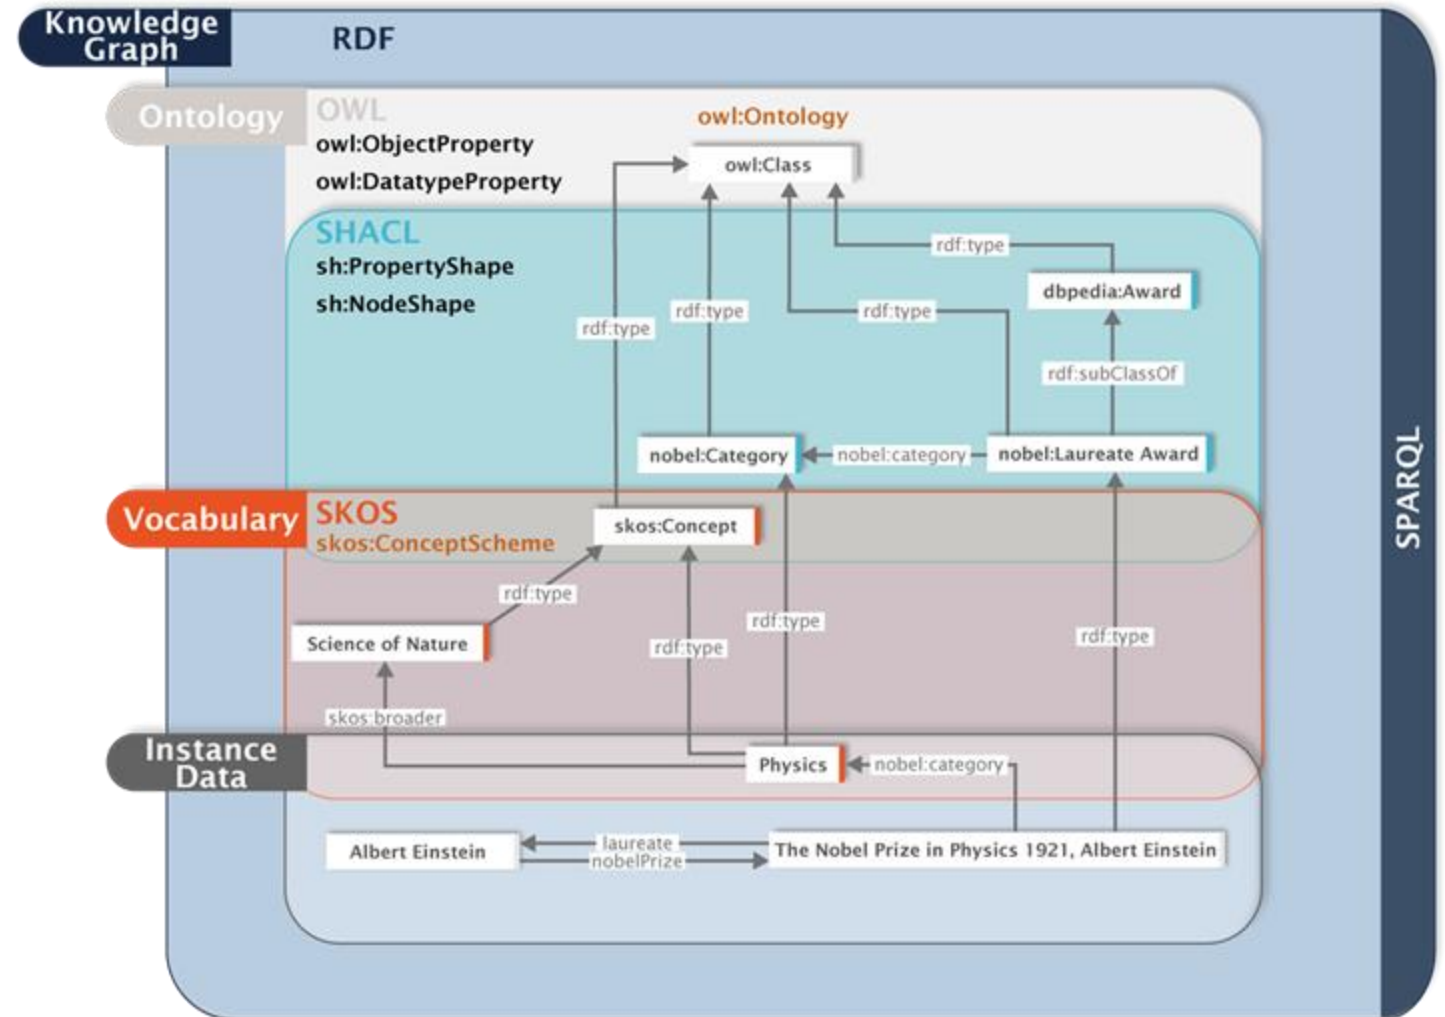 Knowledge
Graph
RDF
Ontology
OWL
owl:Ontology
owl:ObjectProperty
owl:Class
owl:DatatypeProperty
SHACL
rdf:type
sh:PropertyShape
dbpedia:Award
sh:NodeShape
rdf:type
rdf:type
rdf:type
rdf:subClassOf
nobel:Category
nobel:category
nobel:Laureate Award
SPARQL
Vocabulary
SKOS
skos:Concept
skos:ConceptScheme
rdf:type
rdf:type
rdf:type
rdf:type
Science of Nature
skos:broader
Instance
Data
Physics
nobel:category
Albert Einstein
laureate
nobelPrize
The Nobel Prize in Physics 1921, Albert Einstein